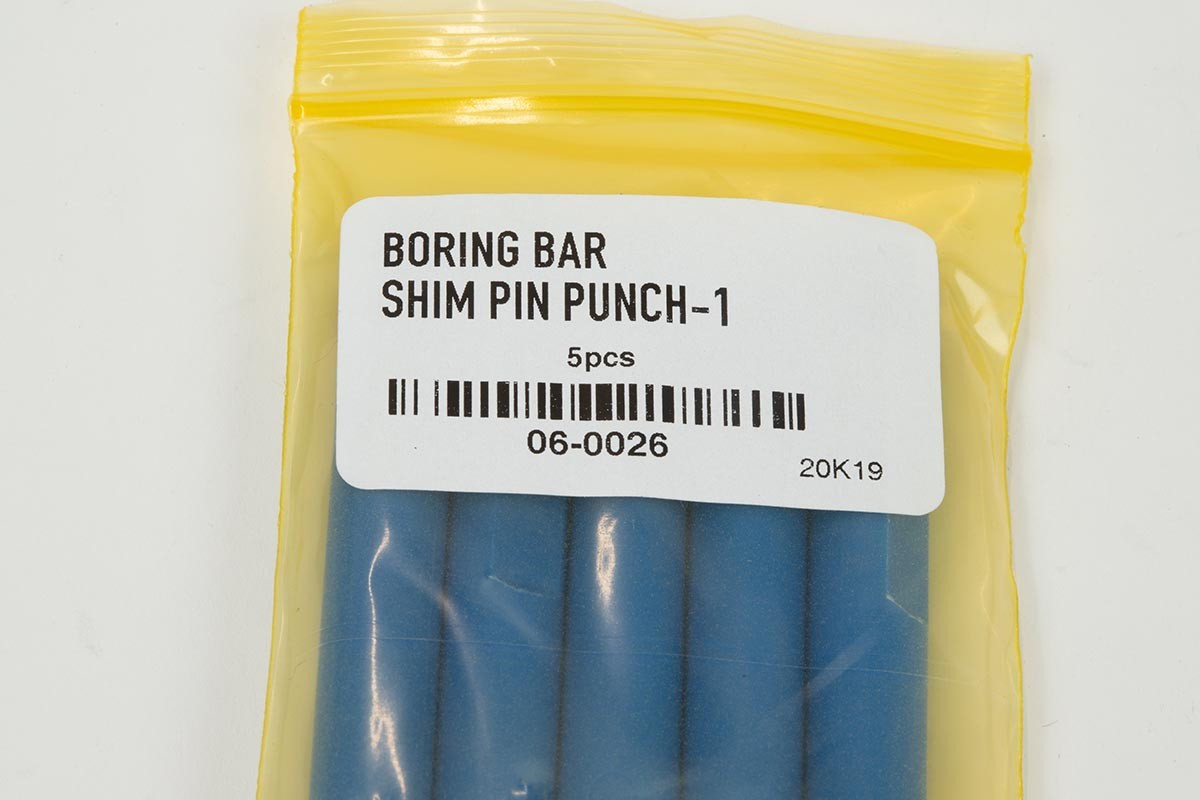 BORING BAR
SHIM PIN PUNCH-1
5pcs
06-0026
20K19